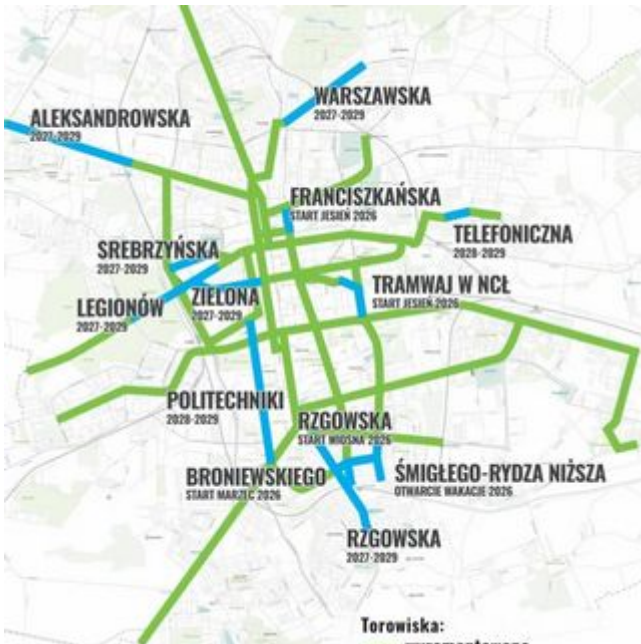 WARSZAWSKA
2027-2029
ALEKSANDROWSKA
2027-2029
FRANCISZKAŃSKA
START JESIEŃ 2026
TELEFONICZNA
2028-2029
SREBRZYŃSKA
2027-2029
TRAMWAJ W NCŁ
START JESIEŃ 2026
ZIELONA
2027-2029
LEGIONÓW
2027-2029
POLITECHNIKI
2028-2029
RZGOWSKA
START WIOSNA 2026
BRONIEWSKIEGO
START MARZEC 2026
ŚMIGŁEGO-RYDZA NIŻSZA
OTWARCIE WAKACJE 2026
RZGOWSKA
2027-2029
Torowiska: